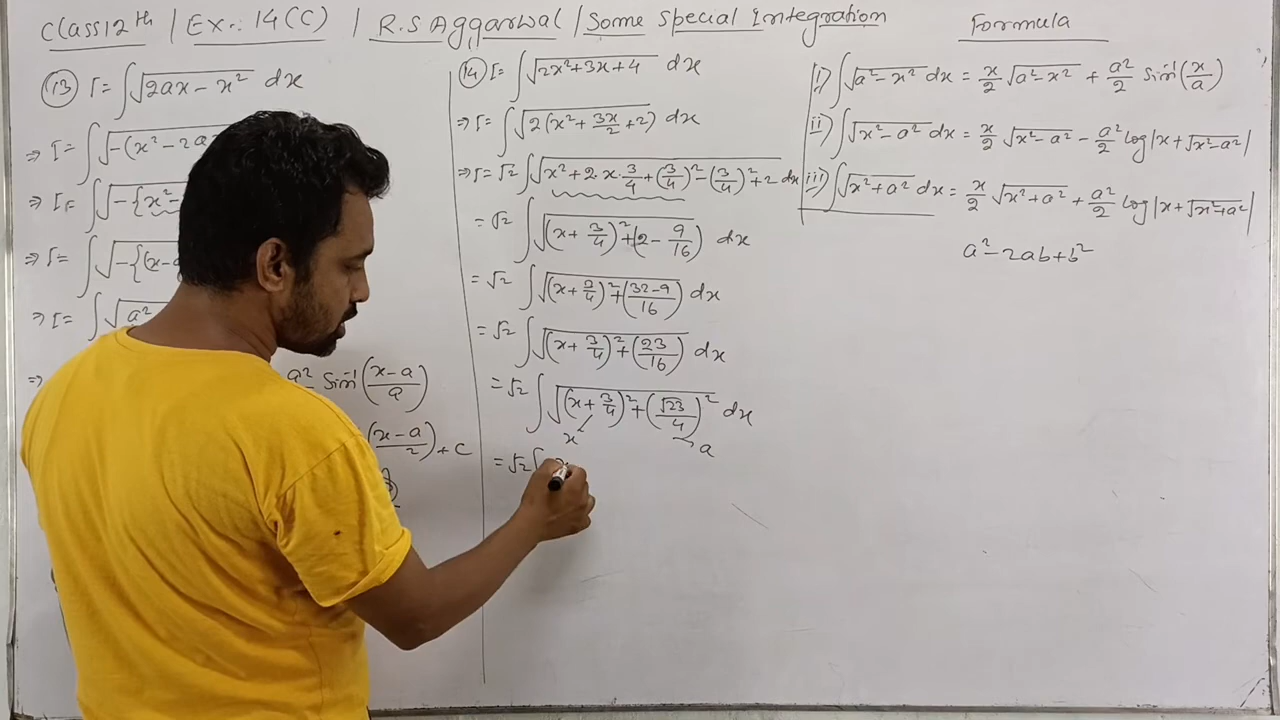 Class 12th | Ex.: 14(C) | R.S Aggarwal | Some Special Integration
Formula
(13) I = ∫√(2ax - x²) dx
⇒ I = ∫√(-(x² - 2a
⇒ I = ∫√(-{x² -
⇒ I = ∫√(-{(x - a
⇒ I = ∫√(a²
⇒ a² sin⁻¹((x-a)/a)
((x-a)/2) + C
(14) I = ∫√(2x²+3x+4) dx
⇒ I = ∫√(2(x² + 3x/2 + 2)) dx
⇒ I = √2 ∫√(x² + 2·x·3/4 + (3/4)² - (3/4)² + 2) dx
= √2 ∫√((x + 3/4)² + (2 - 9/16)) dx
= √2 ∫√((x + 3/4)² + ((32-9)/16)) dx
= √2 ∫√((x + 3/4)² + (23/16)) dx
= √2 ∫√((x + 3/4)² + (√23/4)²) dx
x a
= √2 ∫
i) ∫√(a²-x²) dx = x/2 √(a²-x²) + a²/2 sin⁻¹(x/a)
ii) ∫√(x²-a²) dx = x/2 √(x²-a²) - a²/2 log|x+√(x²-a²)|
iii) ∫√(x²+a²) dx = x/2 √(x²+a²) + a²/2 log|x+√(x²+a²)|
a² - 2ab + b²